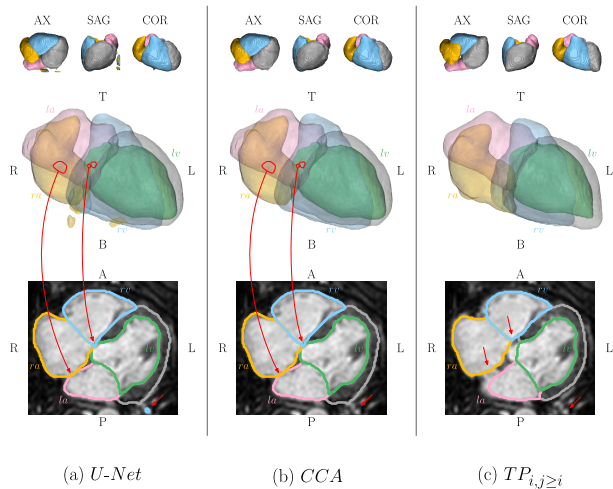 AX SAG COR
T
la
lv
R
L
ra
rv
B
A
rv
R
lv
L
ra
la
P
(a) U-Net
AX SAG COR
T
la
lv
R
L
ra
rv
B
A
rv
R
lv
L
ra
la
P
(b) CCA
AX SAG COR
T
la
lv
R
L
ra
rv
B
A
rv
R
lv
L
ra
la
P
(c) TP_{i,j≥i}